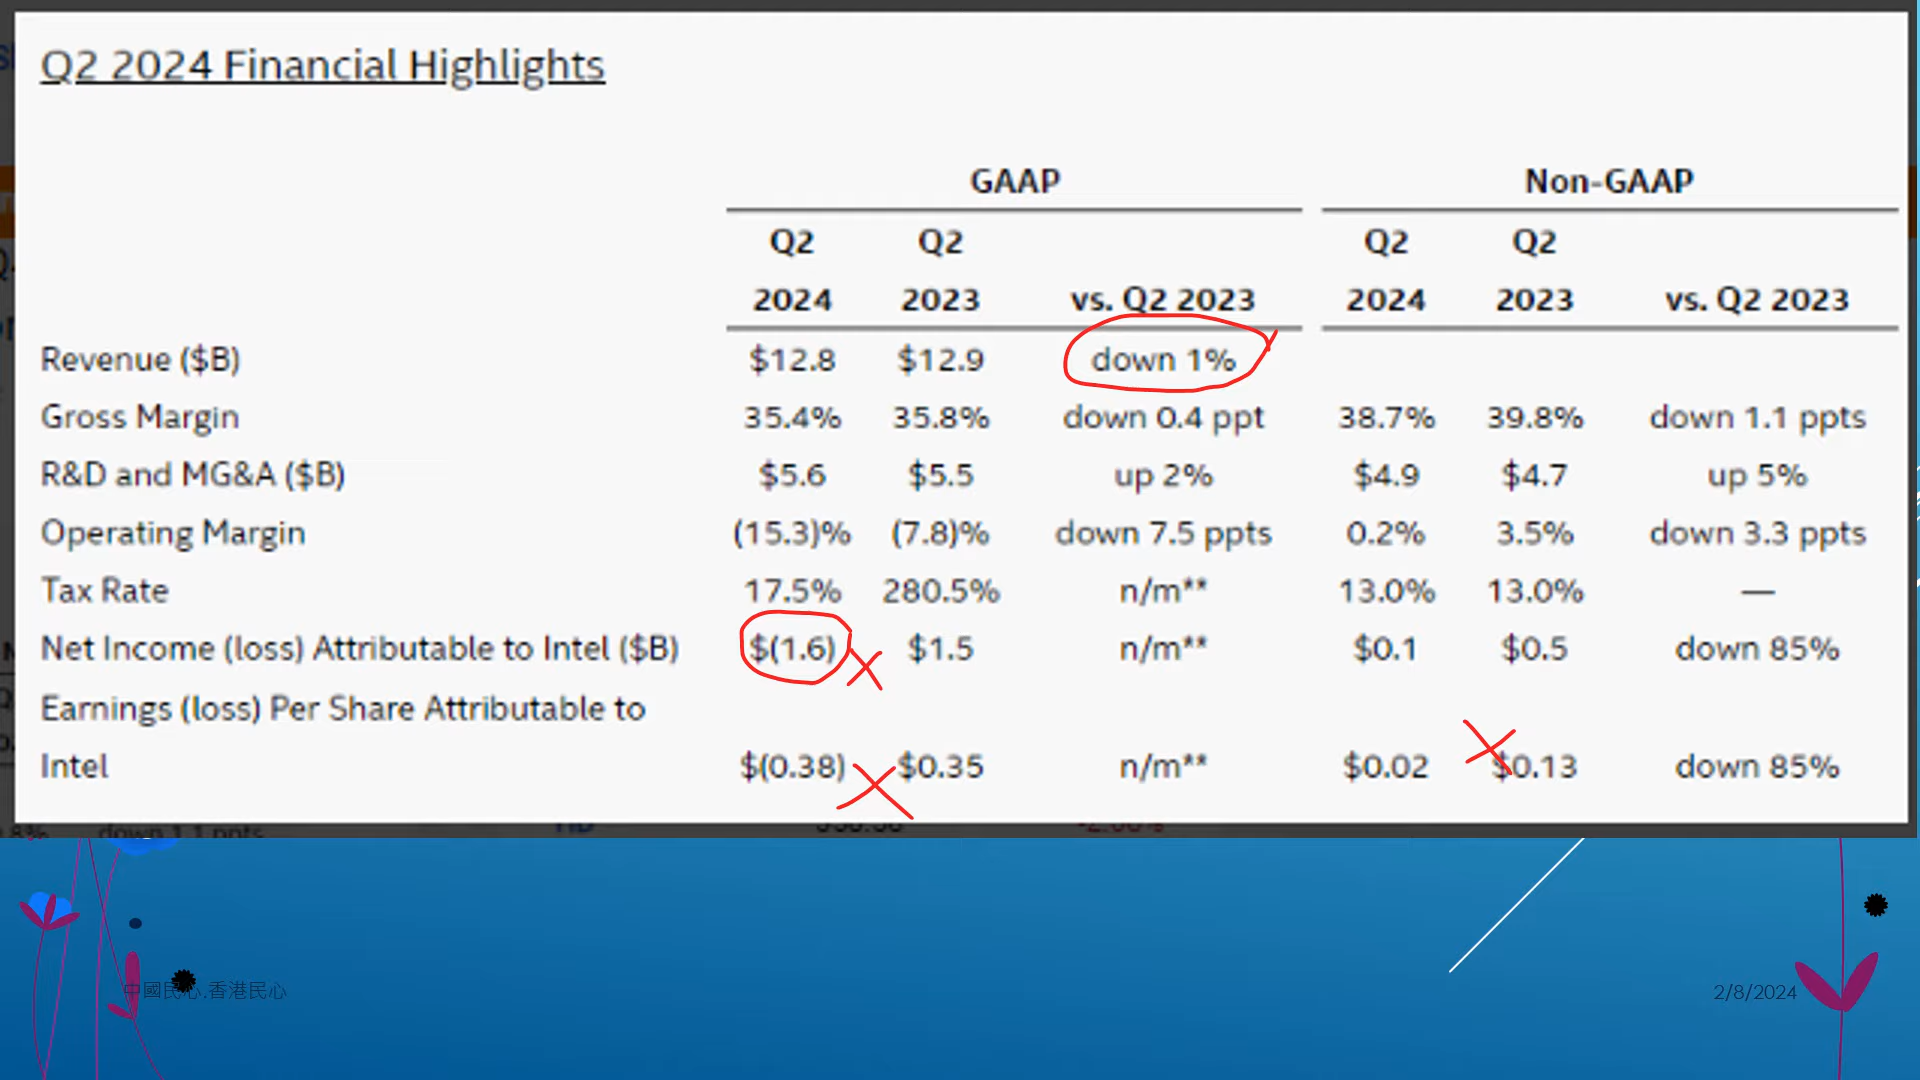 Q2 2024 Financial Highlights
GAAP Non-GAAP
Q2 Q2 Q2 Q2
2024 2023 vs. Q2 2023 2024 2023 vs. Q2 2023
Revenue ($B) $12.8 $12.9 down 1%
Gross Margin 35.4% 35.8% down 0.4 ppt 38.7% 39.8% down 1.1 ppts
R&D and MG&A ($B) $5.6 $5.5 up 2% $4.9 $4.7 up 5%
Operating Margin (15.3)% (7.8)% down 7.5 ppts 0.2% 3.5% down 3.3 ppts
Tax Rate 17.5% 280.5% n/m** 13.0% 13.0% —
Net Income (loss) Attributable to Intel ($B) $(1.6) $1.5 n/m** $0.1 $0.5 down 85%
Earnings (loss) Per Share Attributable to
Intel $(0.38) $0.35 n/m** $0.02 $0.13 down 85%
down 1.1 ppts
中國民心.香港民心 2/8/2024